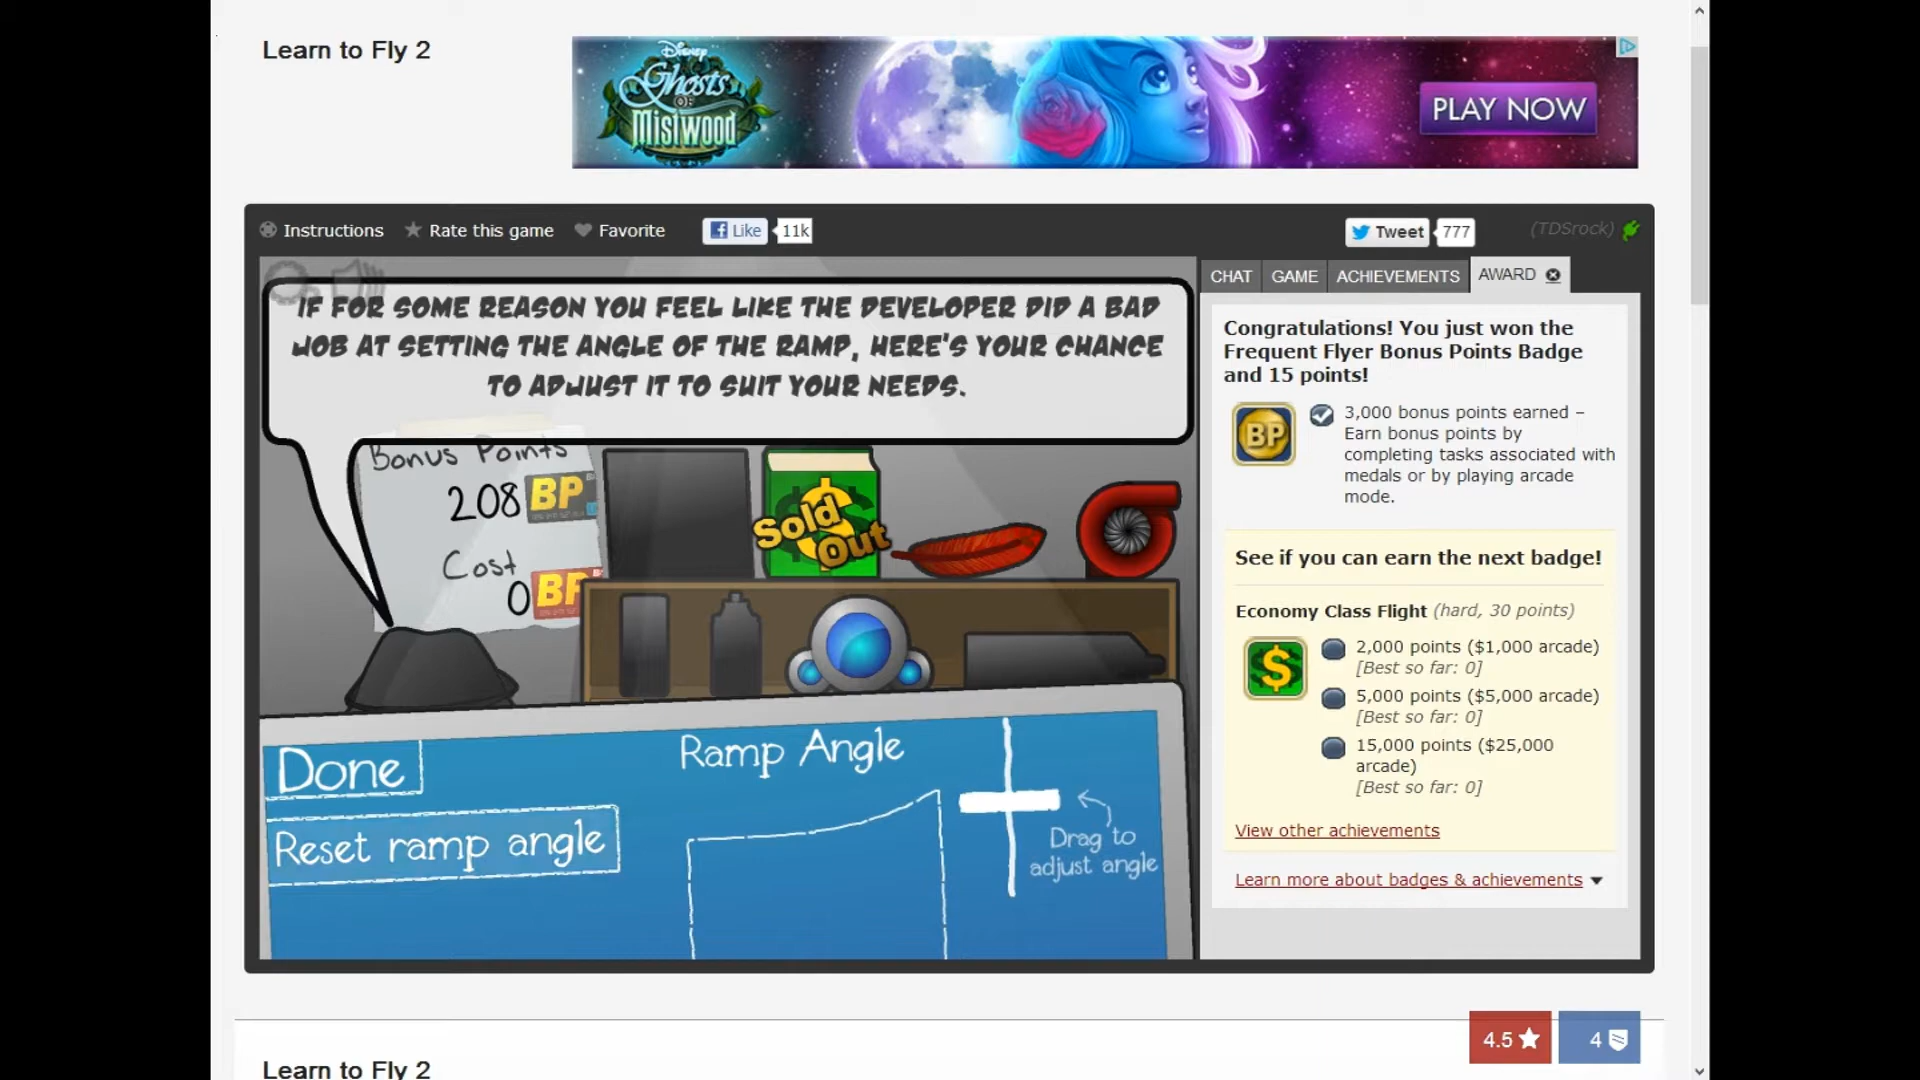 Learn to Fly 2
Disney
Ghosts
OF
Mistwood
PLAY NOW
Instructions
Rate this game
Favorite
Like
11k
Tweet
777
(TDSrock)
CHAT
GAME
ACHIEVEMENTS
AWARD
IF FOR SOME REASON YOU FEEL LIKE THE DEVELOPER DID A BAD
JOB AT SETTING THE ANGLE OF THE RAMP, HERE'S YOUR CHANCE
TO ADJUST IT TO SUIT YOUR NEEDS.
Bonus Points
208 BP
Cost
0 BP
Sold
Out
Done
Reset ramp angle
Ramp Angle
Drag to
adjust angle
Congratulations! You just won the
Frequent Flyer Bonus Points Badge
and 15 points!
BP
3,000 bonus points earned –
Earn bonus points by
completing tasks associated with
medals or by playing arcade
mode.
See if you can earn the next badge!
Economy Class Flight (hard, 30 points)
$
2,000 points ($1,000 arcade)
[Best so far: 0]
5,000 points ($5,000 arcade)
[Best so far: 0]
15,000 points ($25,000
arcade)
[Best so far: 0]
View other achievements
Learn more about badges & achievements
4.5
4
Learn to Fly 2